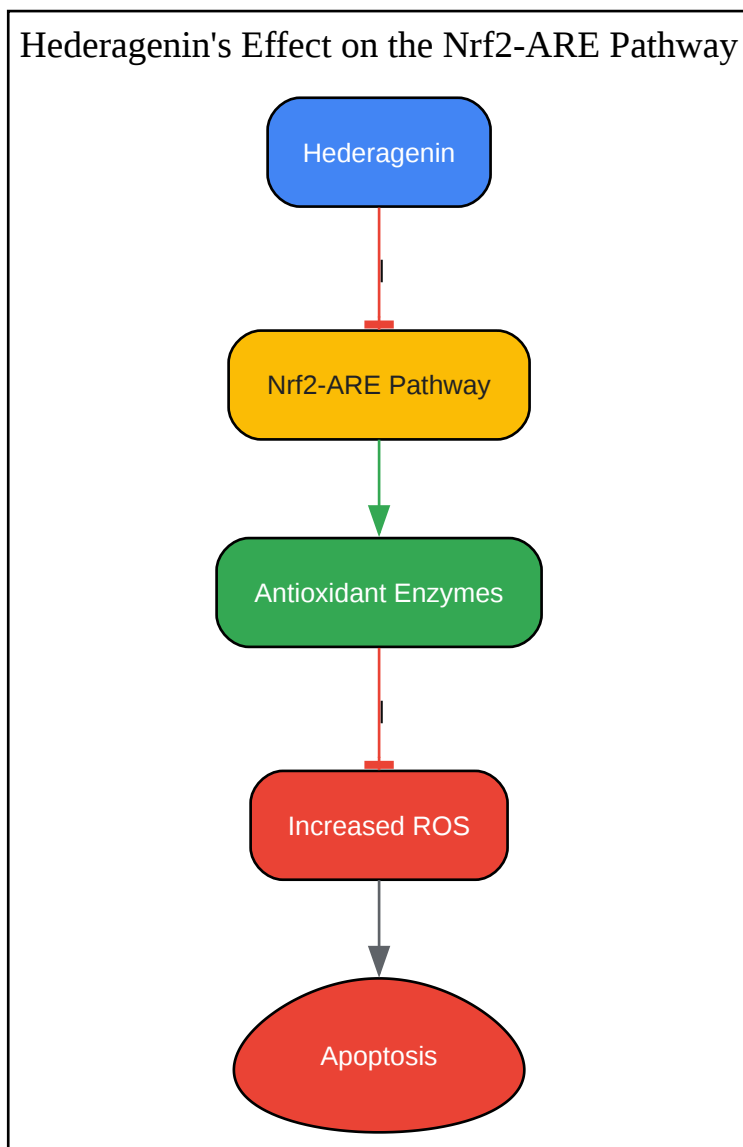 Hederagenin's Effect on the Nrf2-ARE Pathway
Hederagenin
|
Nrf2-ARE Pathway
Antioxidant Enzymes
|
Increased ROS
Apoptosis